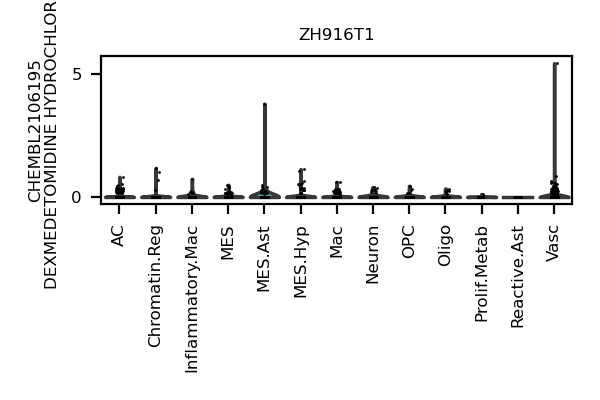 ZH916T1
CHEMBL2106195
DEXMEDETOMIDINE HYDROCHLOR
5
0
AC
Chromatin.Reg
Inflammatory.Mac
MES
MES.Ast
MES.Hyp
Mac
Neuron
OPC
Oligo
Prolif.Metab
Reactive.Ast
Vasc